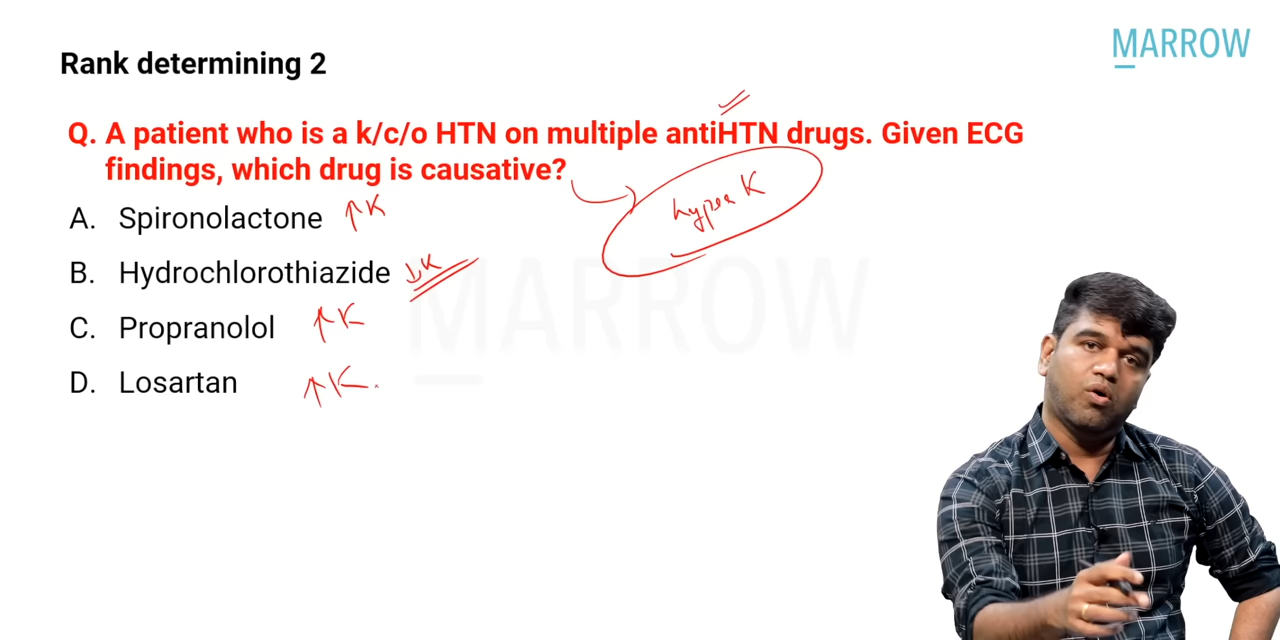 MARROW
Rank determining 2
Q. A patient who is a k/c/o HTN on multiple antiHTN drugs. Given ECG
findings, which drug is causative?
hyper K
A. Spironolactone ↑K
B. Hydrochlorothiazide ↓K
C. Propranolol ↑K
D. Losartan ↑K.
MARROW